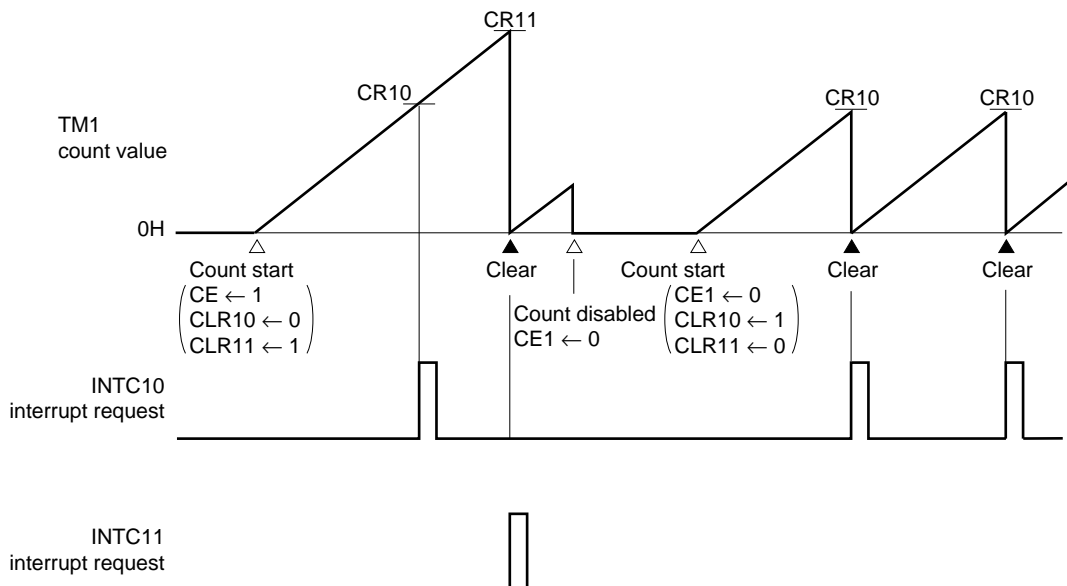 CR11
CR10
CR10
CR10
TM1
count value
0H
Count start
CE ← 1
CLR10 ← 0
CLR11 ← 1
Clear
Count disabled
CE1 ← 0
Count start
CE1 ← 0
CLR10 ← 1
CLR11 ← 0
Clear
Clear
INTC10
interrupt request
INTC11
interrupt request